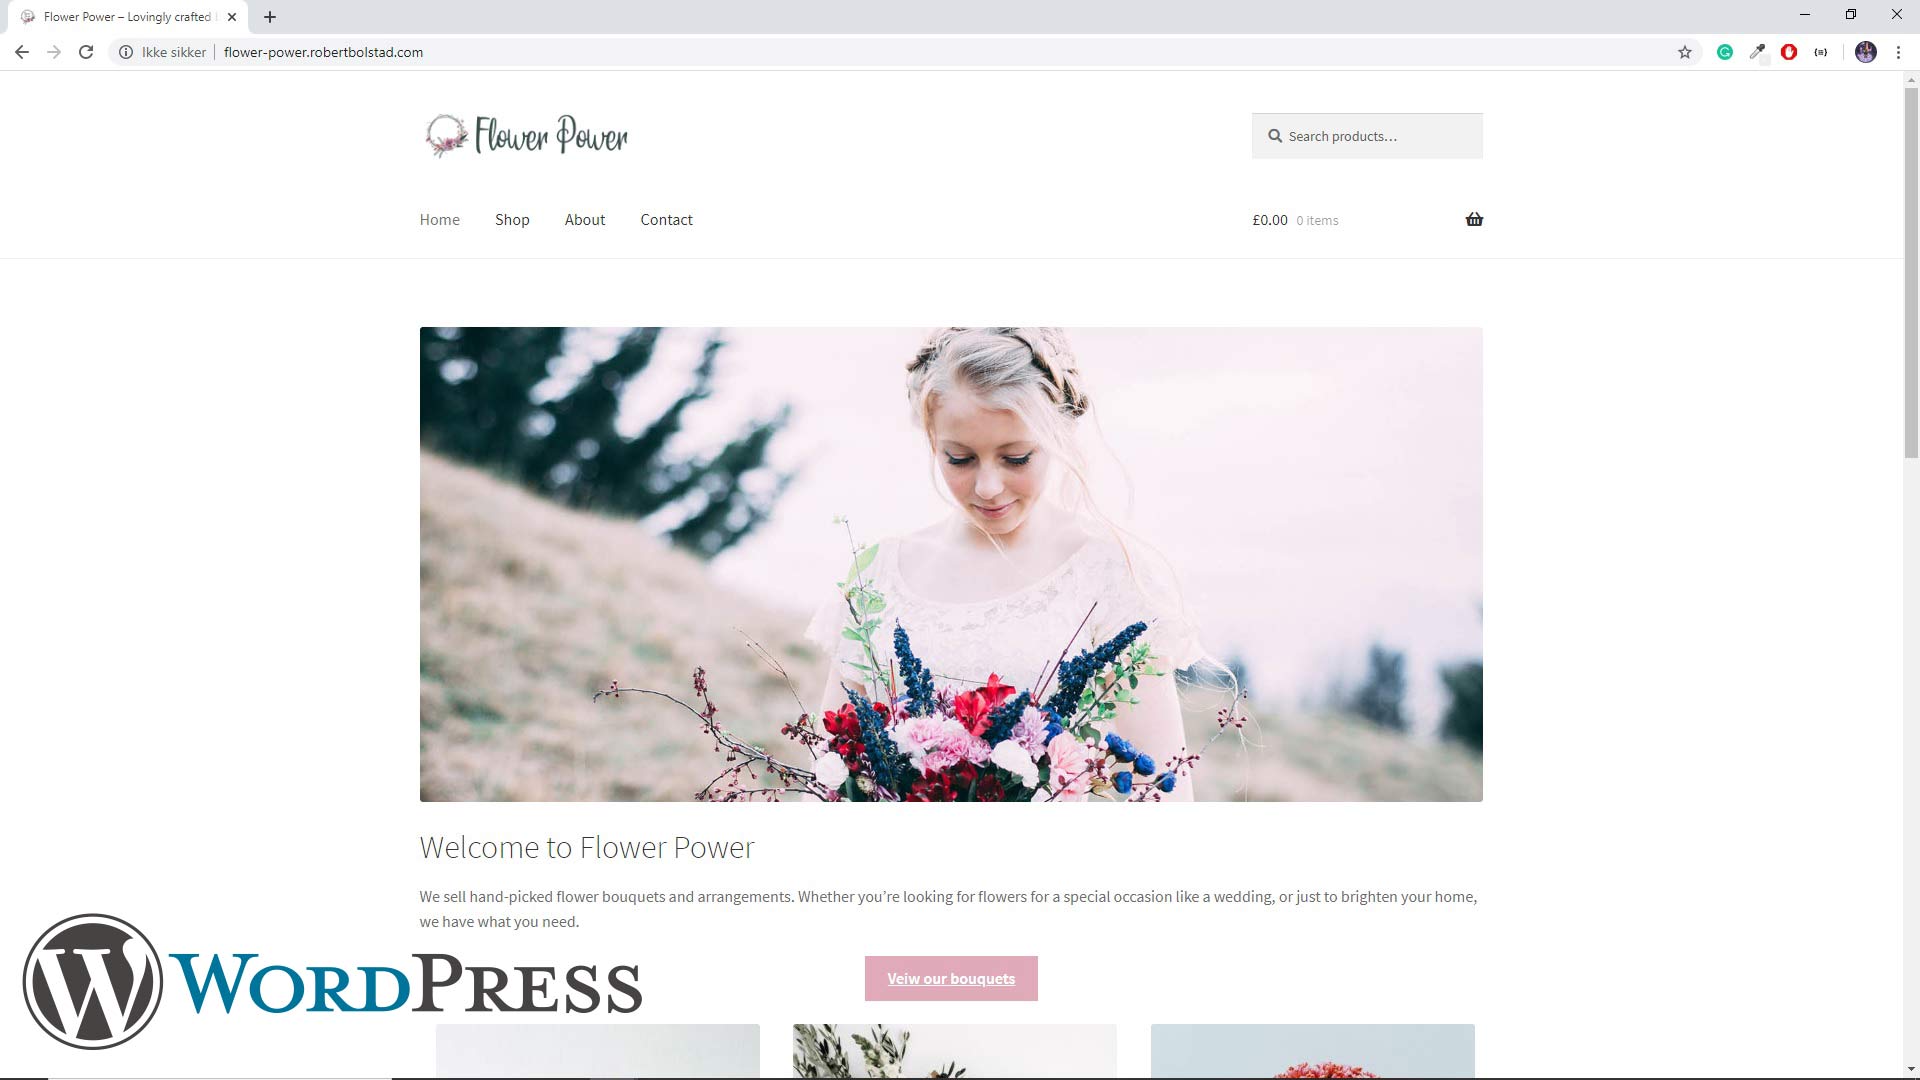 Flower Power – Lovingly crafted
Ikke sikker
flower-power.robertbolstad.com
Flower Power
Search products…
Home
Shop
About
Contact
£0.00
0 items
Welcome to Flower Power
We sell hand-picked flower bouquets and arrangements. Whether you’re looking for flowers for a special occasion like a wedding, or just to brighten your home,
we have what you need.
Veiw our bouquets
WORDPRESS